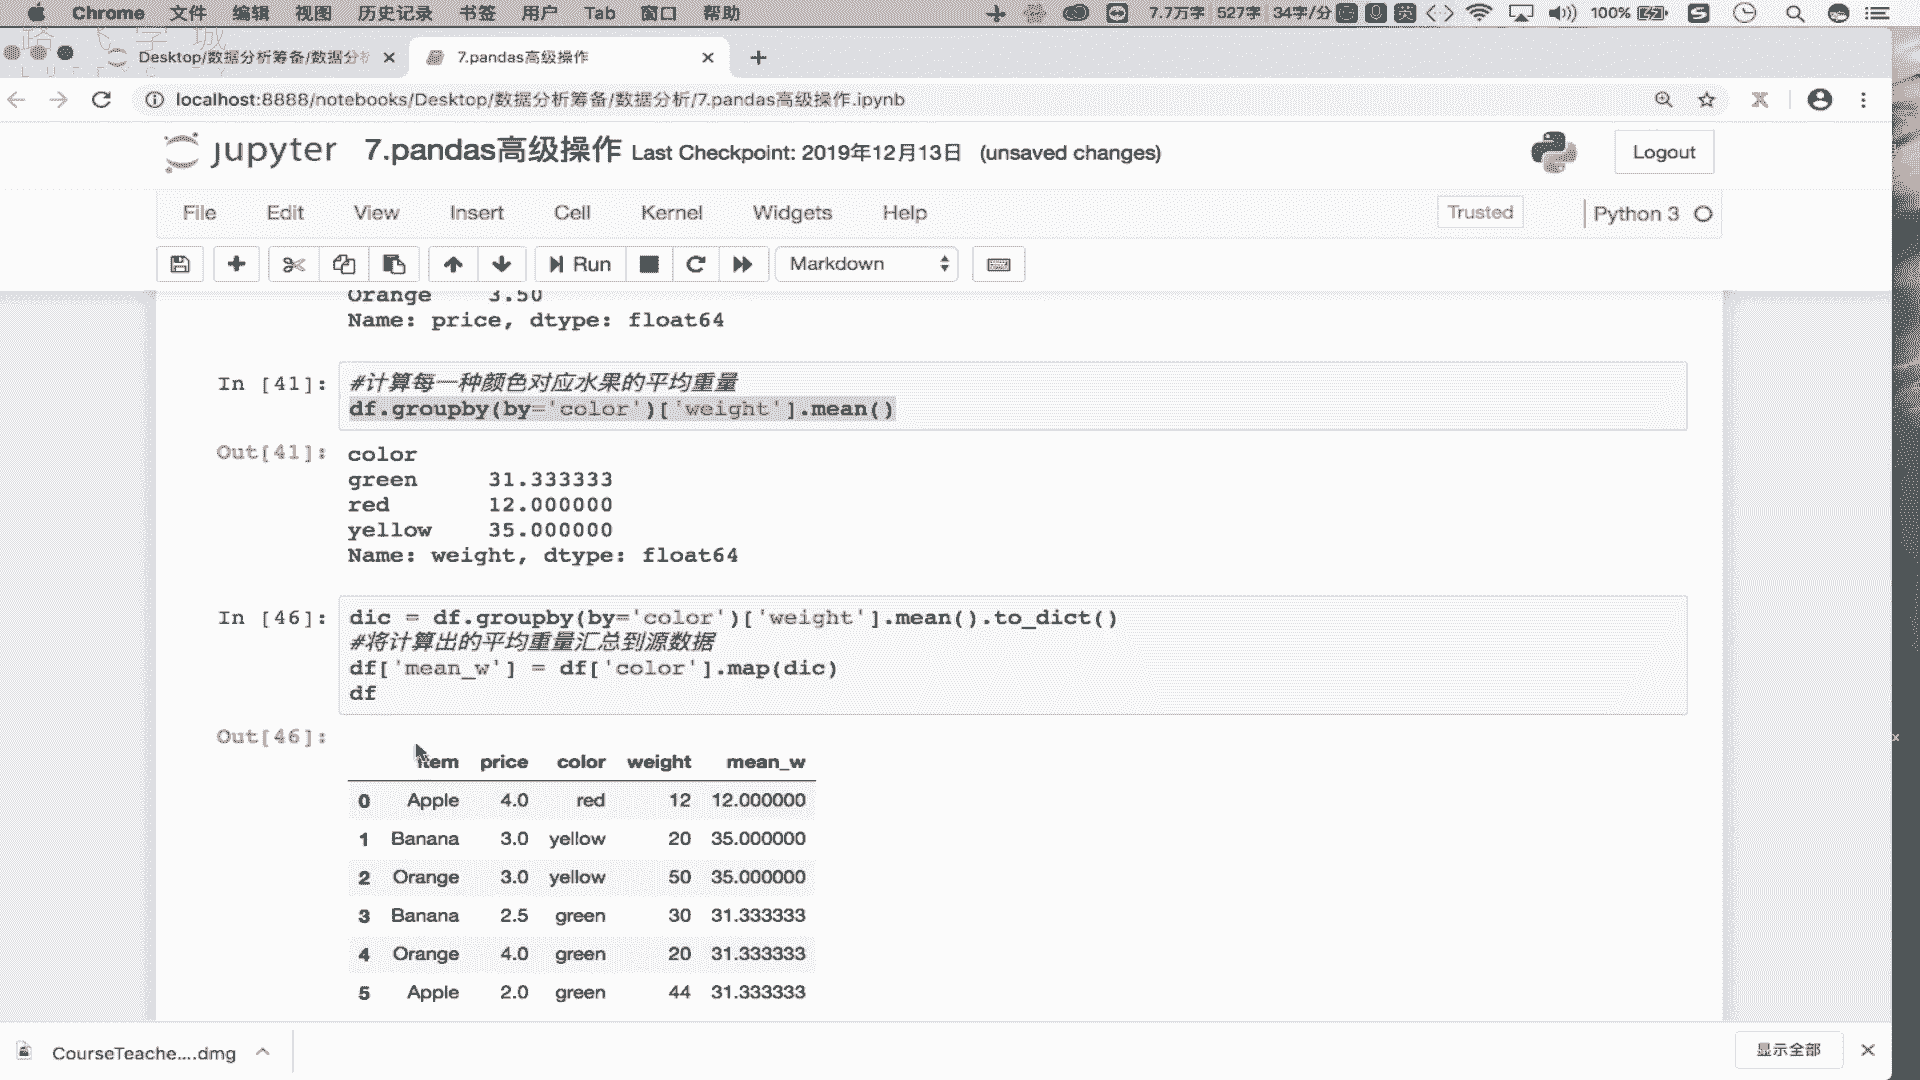 Chrome 文件 编辑 视图 历史记录 书签 用户 Tab 窗口 帮助 7.7万字 527字 34字/分 英 100%
Desktop/数据分析筹备/数据分析 7.pandas高级操作
localhost:8888/notebooks/Desktop/数据分析筹备/数据分析/7.pandas高级操作.ipynb
jupyter 7.pandas高级操作 Last Checkpoint: 2019年12月13日 (unsaved changes) Logout
File Edit View Insert Cell Kernel Widgets Help Trusted Python 3
Run Markdown
Orange 3.50
Name: price, dtype: float64
In [41]: #计算每一种颜色对应水果的平均重量
df.groupby(by='color')['weight'].mean()
Out[41]: color
green 31.333333
red 12.000000
yellow 35.000000
Name: weight, dtype: float64
In [46]: dic = df.groupby(by='color')['weight'].mean().to_dict()
#将计算出的平均重量汇总到源数据
df['mean_w'] = df['color'].map(dic)
df
Out[46]:
item price color weight mean_w
0 Apple 4.0 red 12 12.000000
1 Banana 3.0 yellow 20 35.000000
2 Orange 3.0 yellow 50 35.000000
3 Banana 2.5 green 30 31.333333
4 Orange 4.0 green 20 31.333333
5 Apple 2.0 green 44 31.333333
CourseTeache....dmg 显示全部